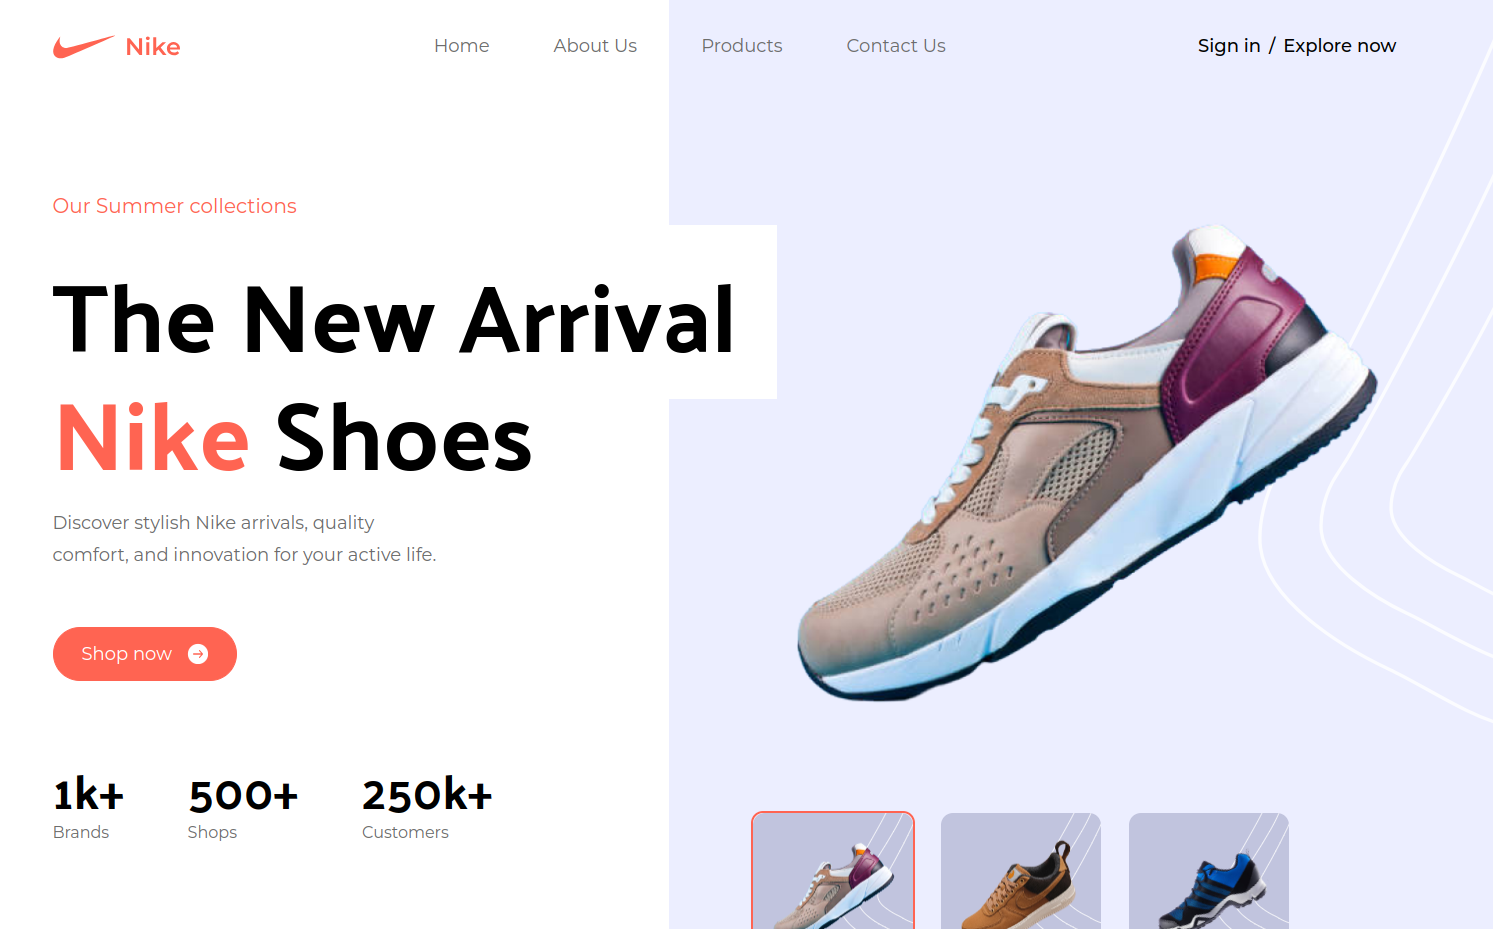 Nike
Home
About Us
Products
Contact Us
Sign in / Explore now
Our Summer collections
The New Arrival
Nike Shoes
Discover stylish Nike arrivals, quality
comfort, and innovation for your active life.
Shop now
1k+
Brands
500+
Shops
250k+
Customers